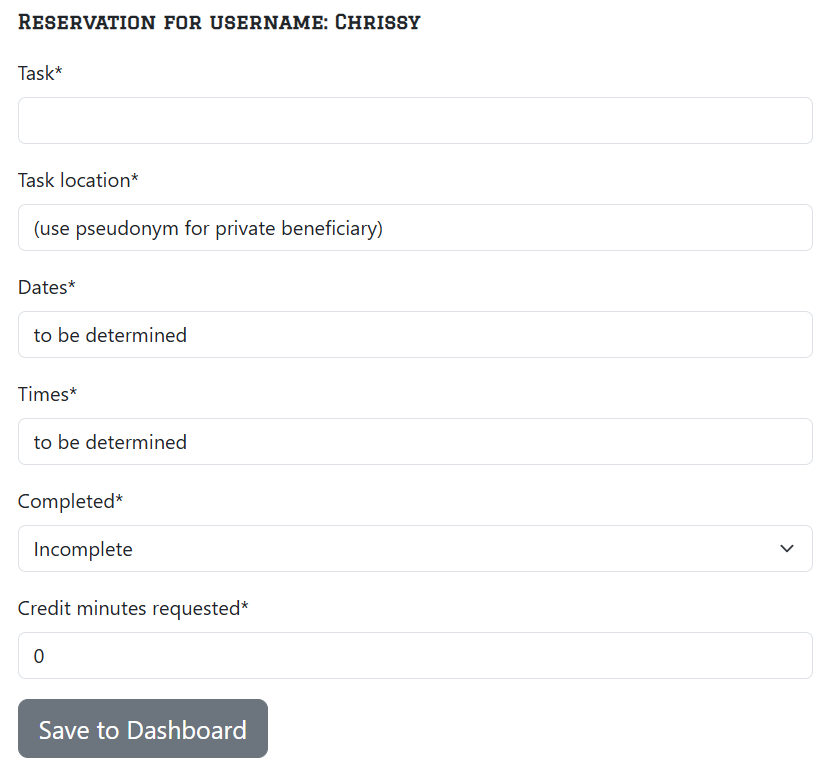 Reservation for username: Chrissy
Task*
Task location*
(use pseudonym for private beneficiary)
Dates*
to be determined
Times*
to be determined
Completed*
Incomplete
Credit minutes requested*
0
Save to Dashboard